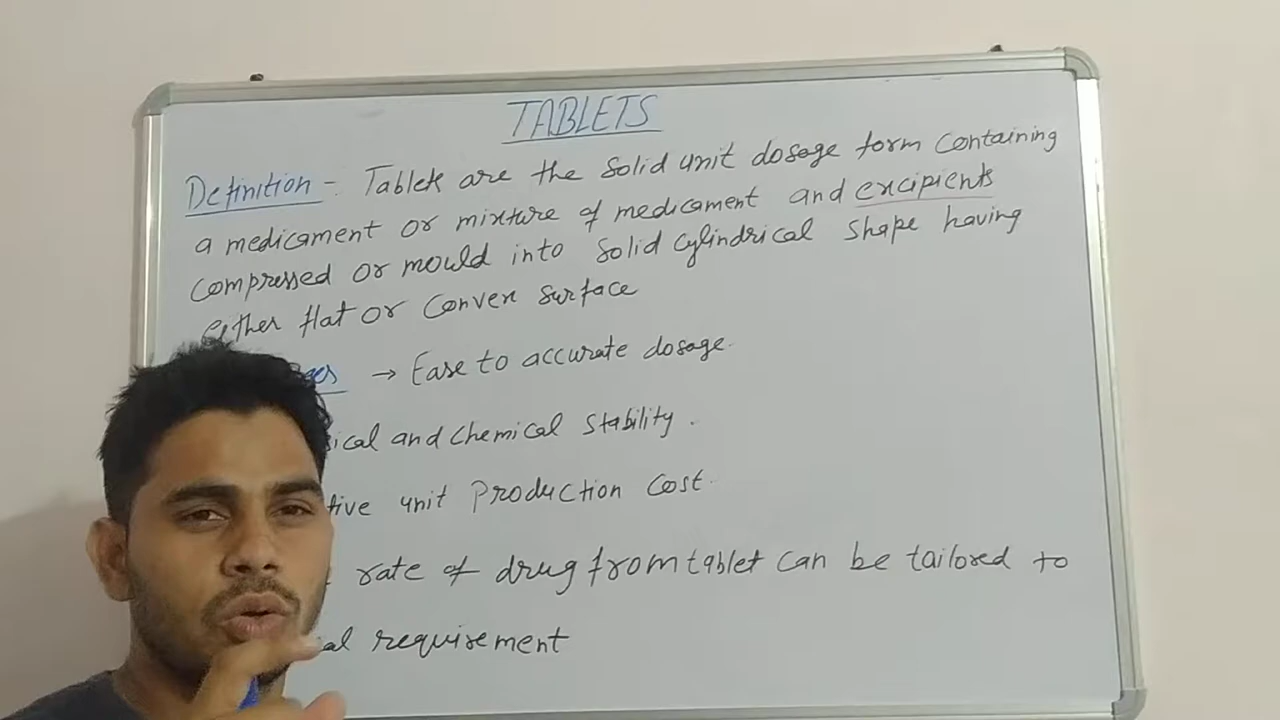 TABLETS
Definition - Tablets are the solid unit dosage form containing
a medicament or mixture of medicament and excipients
compressed or mould into solid cylindrical shape having
either flat or convex surface
→ Ease to accurate dosage.
ical and chemical stability.
tive unit production cost.
rate of drug from tablet can be tailored to
al requirement